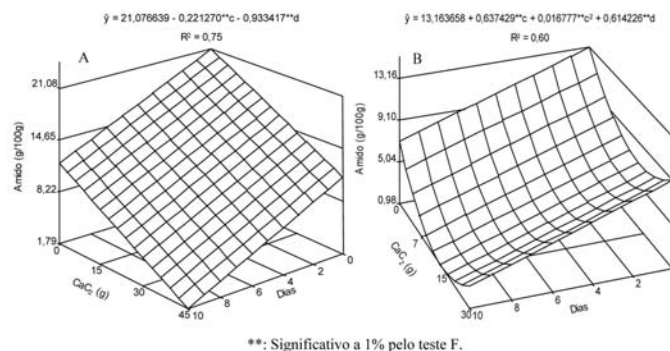 ŷ = 21,076639 - 0,221270**c - 0,933417**d
R² = 0,75
A
Amido (g/100g)
21,08
14,65
8,22
1,79
0
15
30
45
CaC₂ (g)
10
8
6
4
2
0
Dias
ŷ = 13,163658 + 0,637429**c + 0,016777**c² + 0,614226**d
R² = 0,60
B
Amido (g/100g)
13,16
9,10
5,04
0,98
0
7
15
30
CaC₂ (g)
10
8
6
4
2
Dias
**: Significativo a 1% pelo teste F.